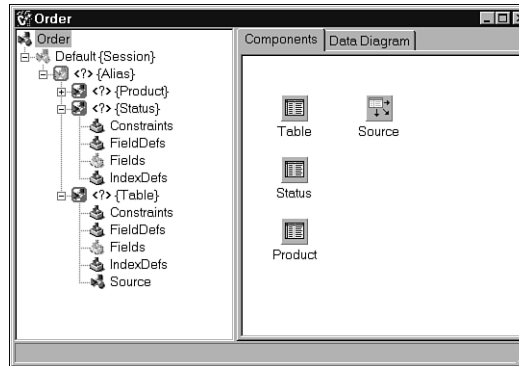 Order
Order
Default {Session}
<?> {Alias}
<?> {Product}
<?> {Status}
Constraints
FieldDefs
Fields
IndexDefs
<?> {Table}
Constraints
FieldDefs
Fields
IndexDefs
Source
Components
Data Diagram
Table
Source
Status
Product